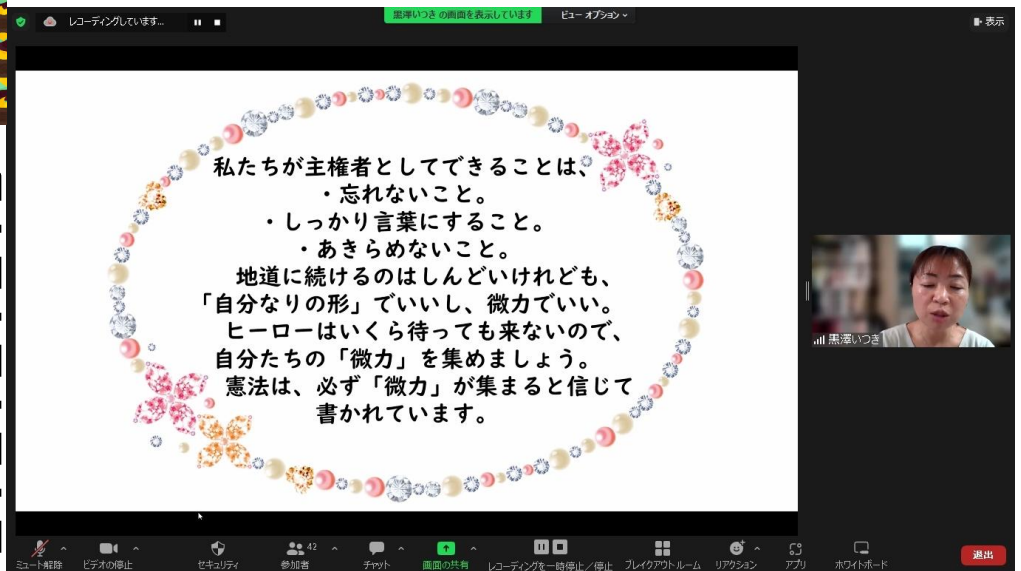 レコーディングしています...
黒澤いつき の画面を表示しています
ビュー オプション
表示
私たちが主権者としてできることは、
・忘れないこと。
・しっかり言葉にすること。
・あきらめないこと。
地道に続けるのはしんどいけれども、
「自分なりの形」でいいし、微力でいい。
ヒーローはいくら待っても来ないので、
自分たちの「微力」を集めましょう。
憲法は、必ず「微力」が集まると信じて
書かれています。
黒澤いつき
ミュート解除
ビデオの停止
セキュリティ
42
参加者
チャット
画面の共有
レコーディングを一時停止／停止
ブレイクアウトルーム
リアクション
アプリ
ホワイトボード
退出